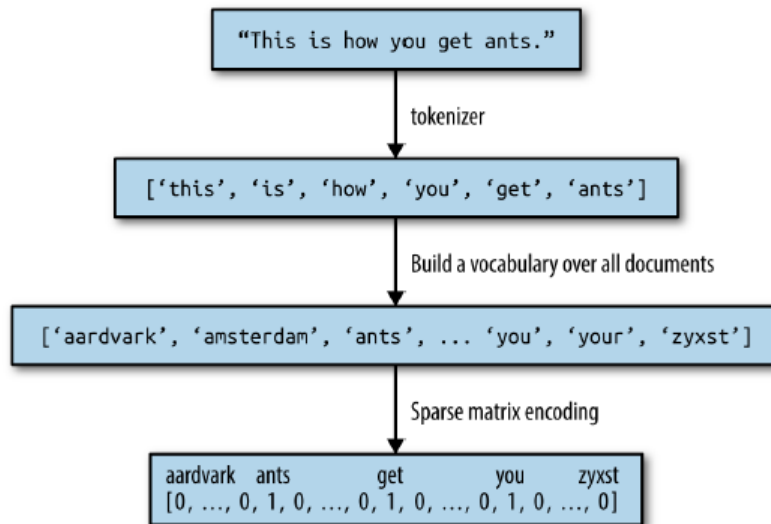 “This is how you get ants.”
tokenizer
[‘this’, ‘is’, ‘how’, ‘you’, ‘get’, ‘ants’]
Build a vocabulary over all documents
[‘aardvark’, ‘amsterdam’, ‘ants’, ... ‘you’, ‘your’, ‘zyxst’]
Sparse matrix encoding
aardvark ants get you zyxst
[0, ..., 0, 1, 0, ..., 0, 1, 0, ..., 0, 1, 0, ..., 0]